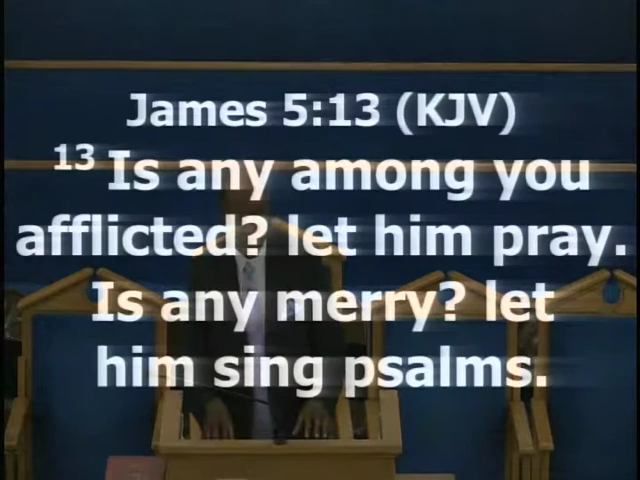 James 5:13 (KJV)
13 Is any among you
afflicted? let him pray.
Is any merry? let
him sing psalms.